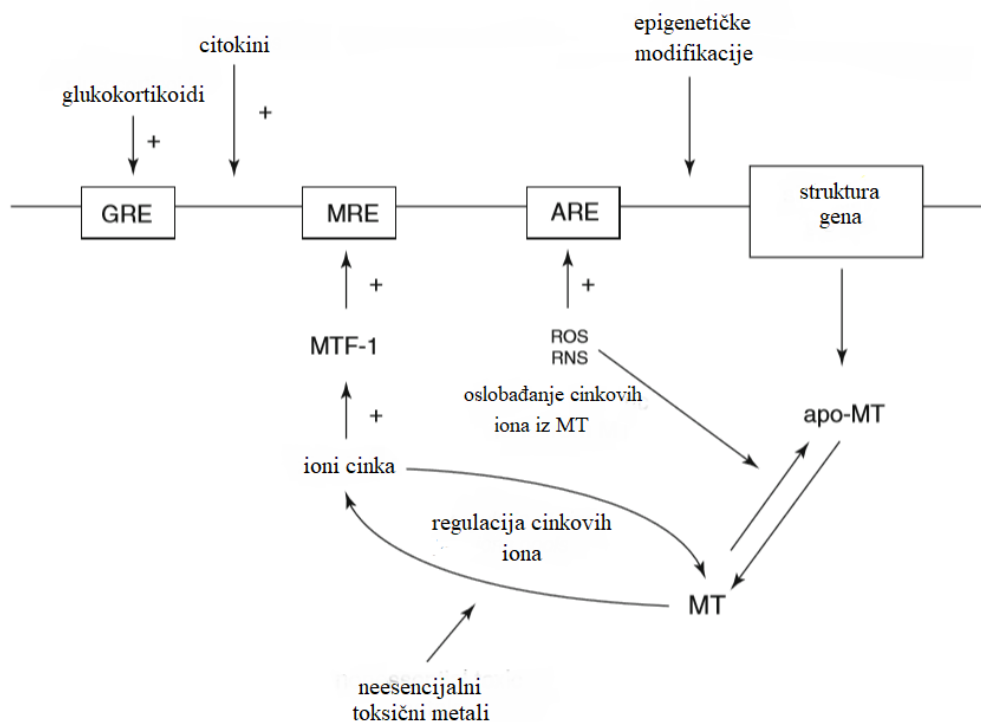 epigenetičke
modifikacije
citokini
glukokortikoidi
+
+
GRE
MRE
ARE
struktura
gena
+
+
MTF-1
ROS
RNS
+
oslobađanje cinkovih
iona iz MT
apo-MT
ioni cinka
regulacija cinkovih
iona
MT
neesencijalni
toksični metali